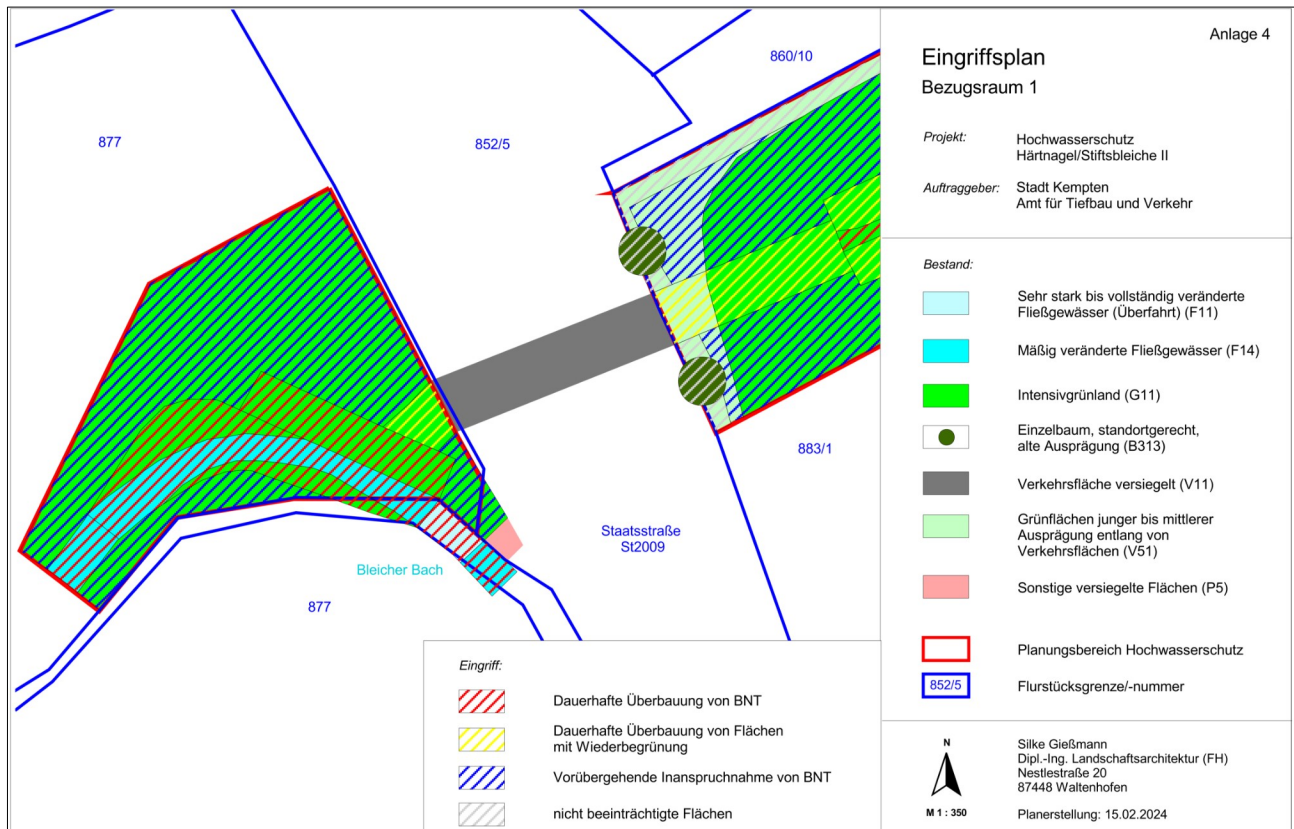 Anlage 4
Eingriffsplan
Bezugsraum 1
Projekt:
Hochwasserschutz
Härtnagel/Stiftsbleiche II
Auftraggeber:
Stadt Kempten
Amt für Tiefbau und Verkehr
Bestand:
Sehr stark bis vollständig veränderte
Fließgewässer (Überfahrt) (F11)
Mäßig veränderte Fließgewässer (F14)
Intensivgrünland (G11)
Einzelbaum, standortgerecht,
alte Ausprägung (B313)
Verkehrsfläche versiegelt (V11)
Grünflächen junger bis mittlerer
Ausprägung entlang von
Verkehrsflächen (V51)
Sonstige versiegelte Flächen (P5)
Planungsbereich Hochwasserschutz
852/5
Flurstücksgrenze/-nummer
N
M 1 : 350
Silke Gießmann
Dipl.-Ing. Landschaftsarchitektur (FH)
Nestlestraße 20
87448 Waltenhofen
Planerstellung: 15.02.2024
860/10
877
852/5
883/1
Staatsstraße
St2009
Bleicher Bach
877
Eingriff:
Dauerhafte Überbauung von BNT
Dauerhafte Überbauung von Flächen
mit Wiederbegrünung
Vorübergehende Inanspruchnahme von BNT
nicht beeinträchtigte Flächen